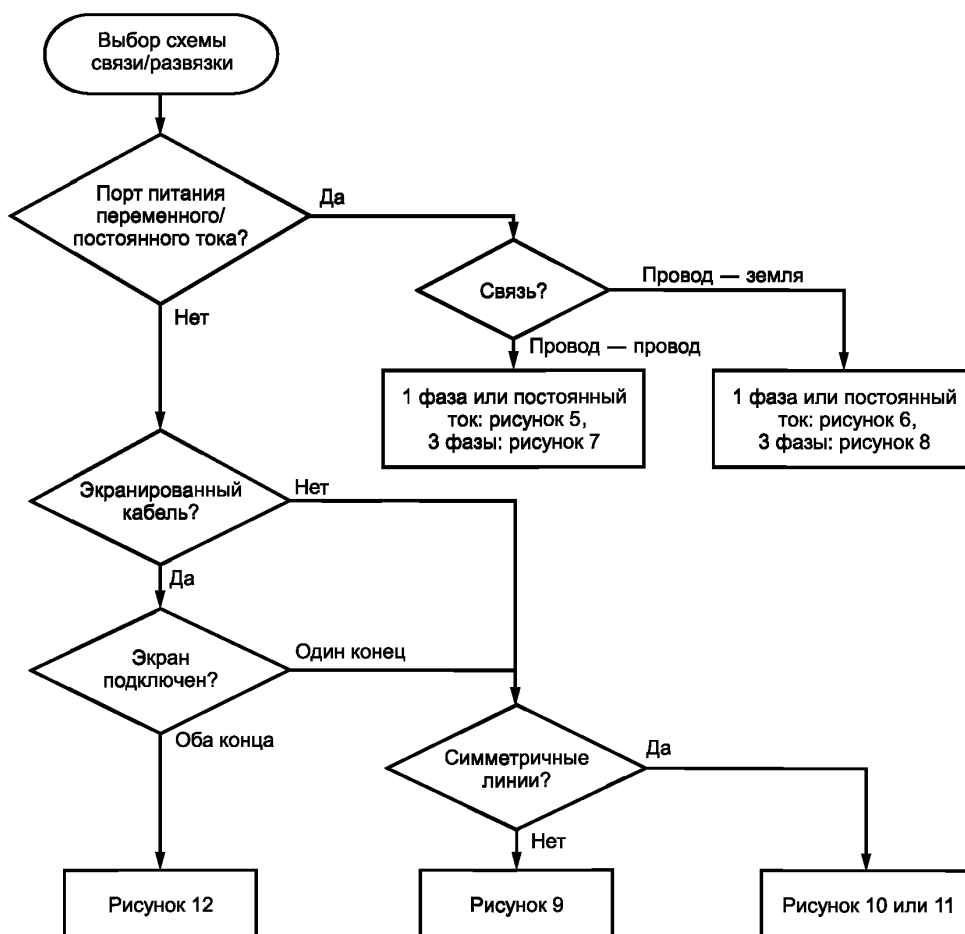 Выбор схемы
связи/развязки
Порт питания
переменного/
постоянного тока?
Да
Нет
Связь?
Провод — земля
Провод — провод
1 фаза или постоянный
ток: рисунок 5,
3 фазы: рисунок 7
1 фаза или постоянный
ток: рисунок 6,
3 фазы: рисунок 8
Экранированный
кабель?
Нет
Да
Экран
подключен?
Один конец
Оба конца
Симметричные
линии?
Да
Нет
Рисунок 12
Рисунок 9
Рисунок 10 или 11